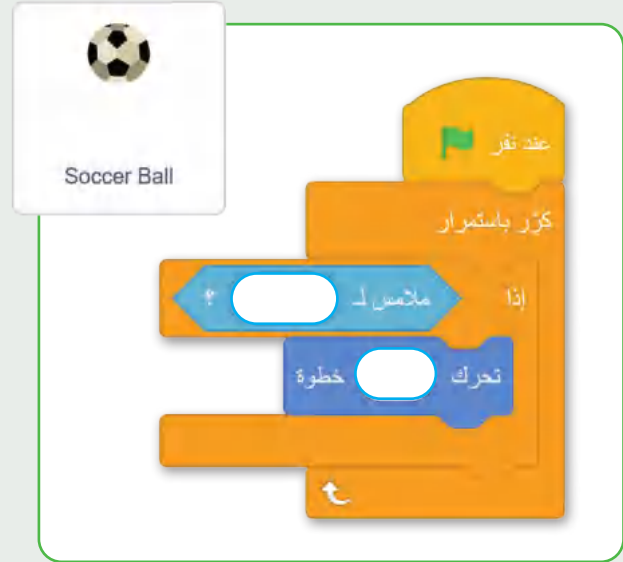 Soccer Ball
عند نقر
كرّر باستمرار
إذا ملامس لـ ؟
تحرك خطوة